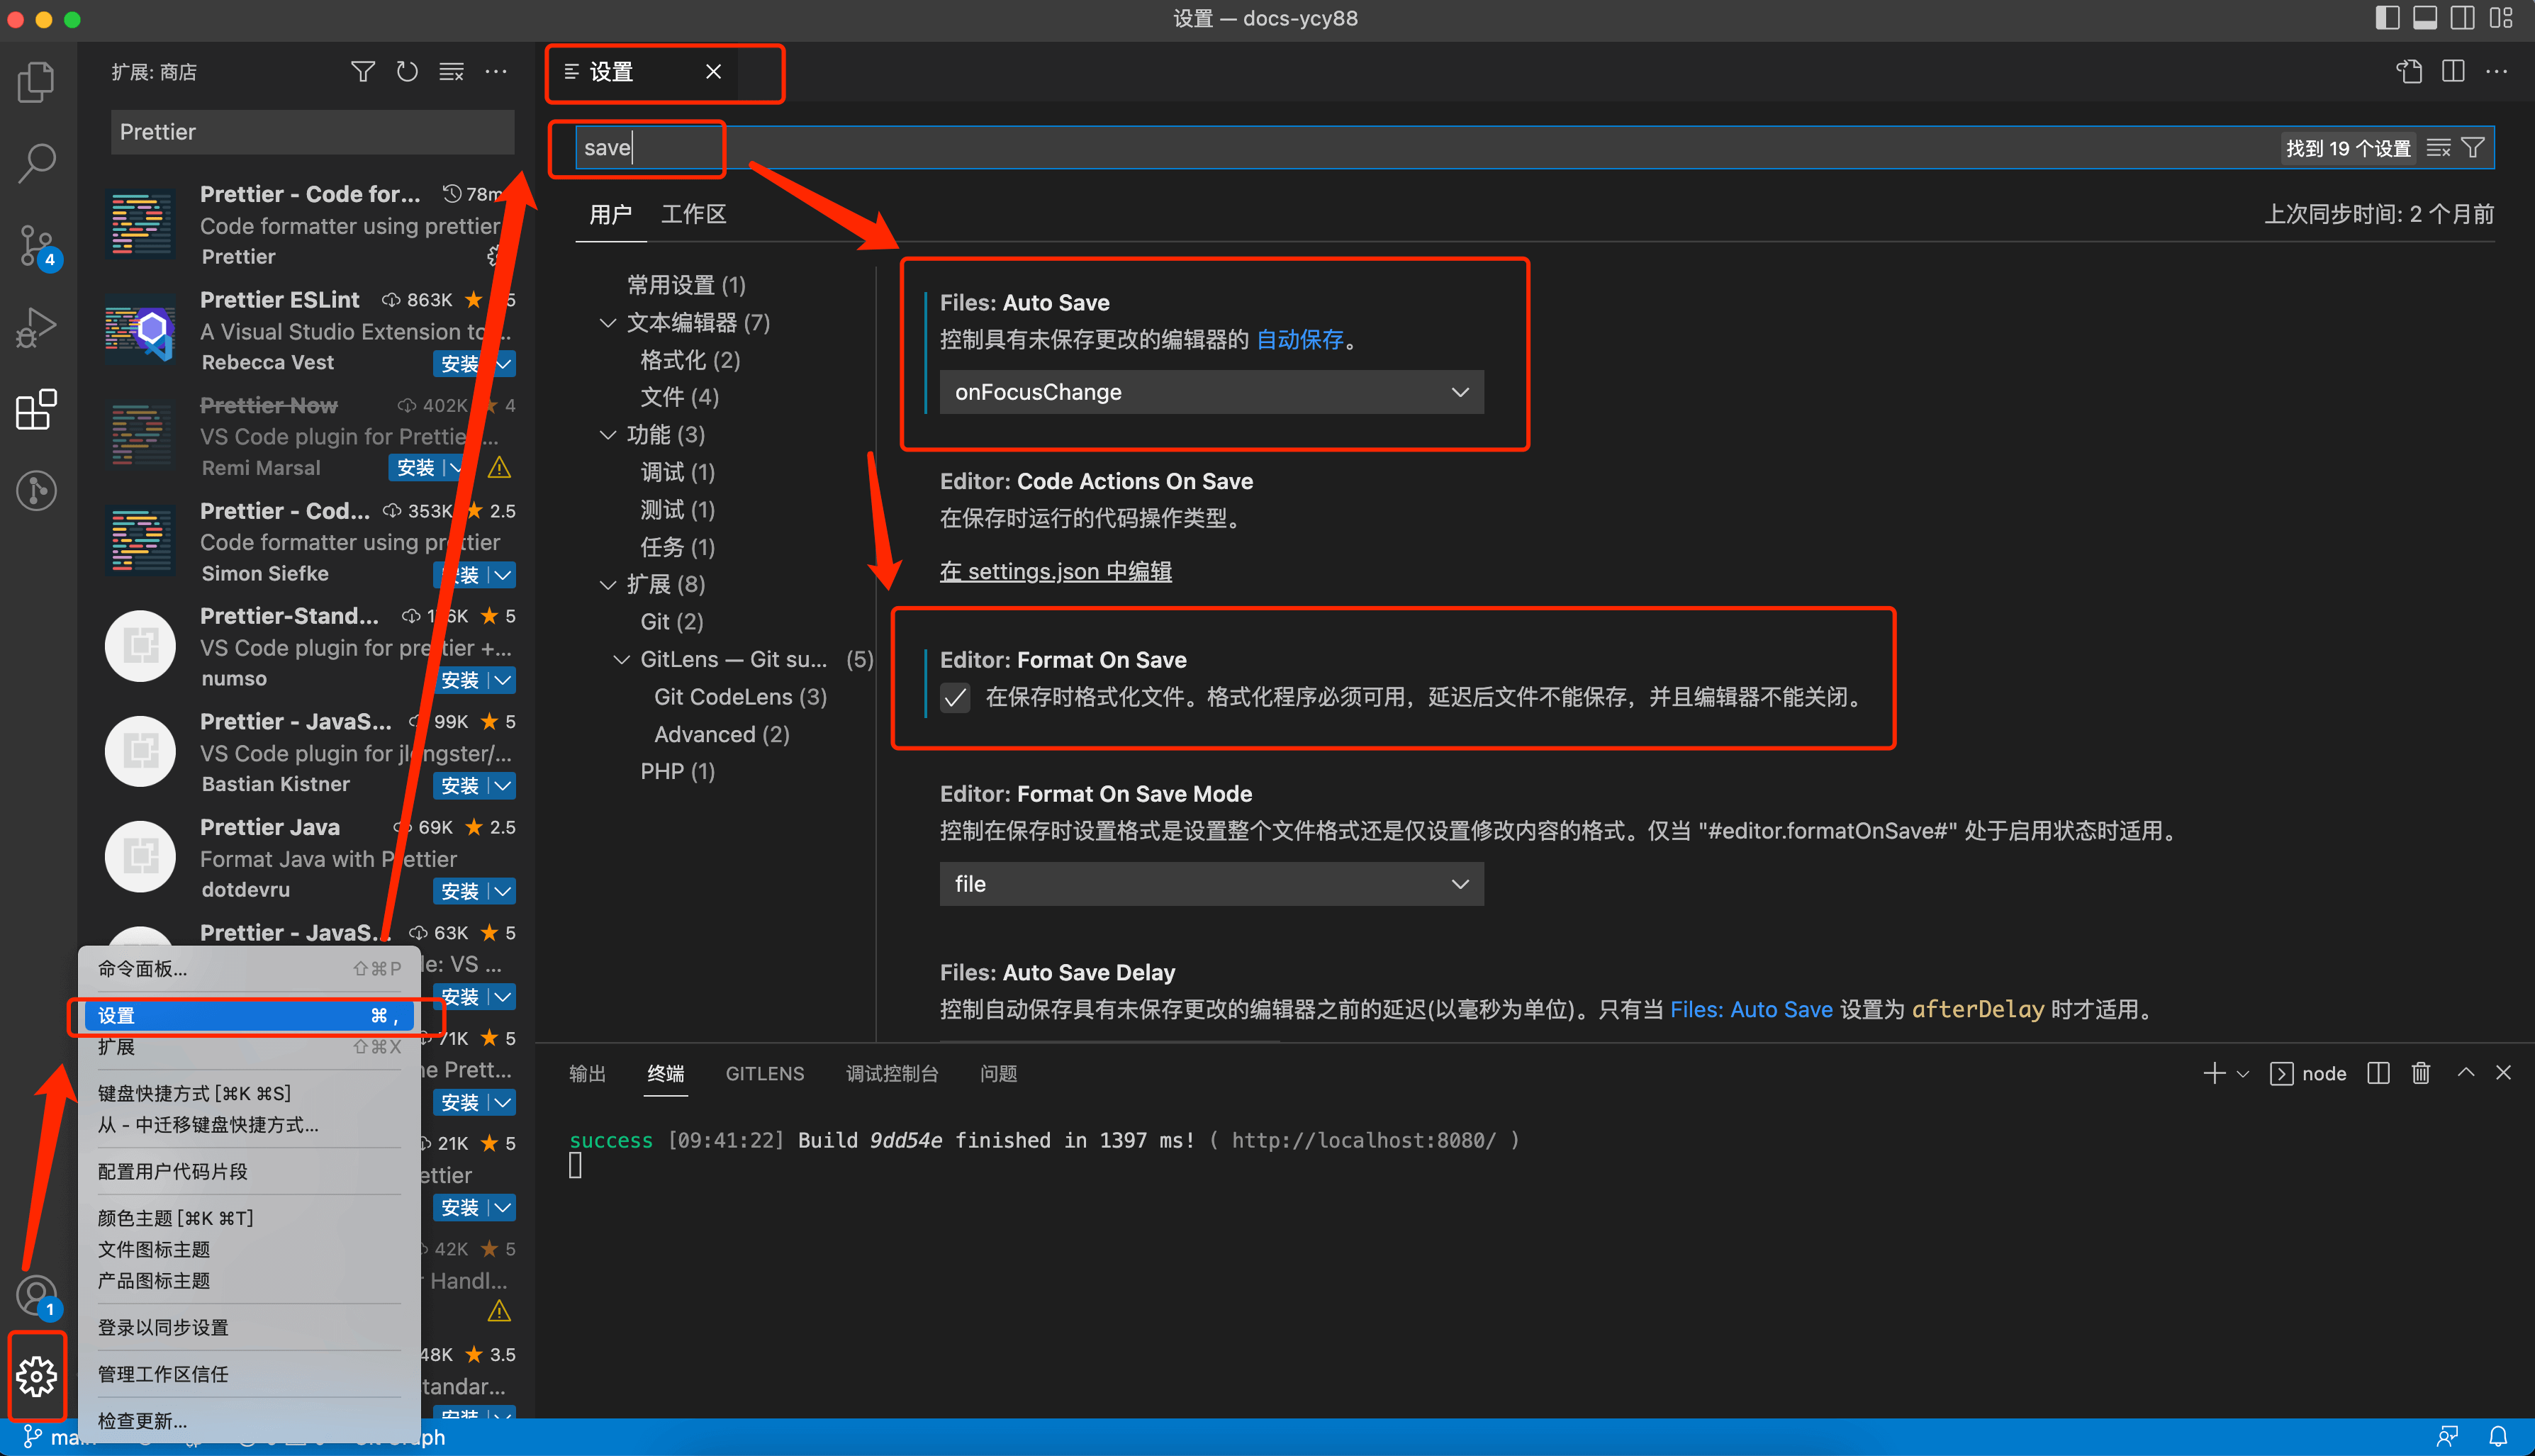 设置 — docs-ycy88
扩展: 商店
Prettier
Prettier - Code for... 78m
Code formatter using prettier
Prettier
Prettier ESLint 863K 5
A Visual Studio Extension to...
Rebecca Vest 安装
Prettier Now 402K 4
VS Code plugin for Prettie...
Remi Marsal 安装
Prettier - Cod... 353K 2.5
Code formatter using prettier
Simon Siefke 安装
Prettier-Stand... 5
VS Code plugin for prettier +...
numso 安装
Prettier - JavaS... 99K 5
VS Code plugin for jlongster/...
Bastian Kistner 安装
Prettier Java 69K 2.5
Format Java with Prettier
dotdevru 安装
Prettier - JavaS... 63K 5
le: VS ...
安装
71K 5
ne Prett...
安装
21K 5
ettier
安装
42K 5
Handl...
48K 3.5
tandar...
安装
命令面板... ⇧⌘P
设置 ⌘ ,
扩展 ⇧⌘X
键盘快捷方式 [⌘K ⌘S]
从 - 中迁移键盘快捷方式...
配置用户代码片段
颜色主题 [⌘K ⌘T]
文件图标主题
产品图标主题
登录以同步设置
管理工作区信任
检查更新...
4
1
设置
save
找到 19 个设置
用户 工作区
上次同步时间: 2 个月前
常用设置 (1)
文本编辑器 (7)
格式化 (2)
文件 (4)
功能 (3)
调试 (1)
测试 (1)
任务 (1)
扩展 (8)
Git (2)
GitLens — Git su... (5)
Git CodeLens (3)
Advanced (2)
PHP (1)
Files: Auto Save
控制具有未保存更改的编辑器的 自动保存。
onFocusChange
Editor: Code Actions On Save
在保存时运行的代码操作类型。
在 settings.json 中编辑
Editor: Format On Save
在保存时格式化文件。格式化程序必须可用，延迟后文件不能保存，并且编辑器不能关闭。
Editor: Format On Save Mode
控制在保存时设置格式是设置整个文件格式还是仅设置修改内容的格式。仅当 "#editor.formatOnSave#" 处于启用状态时适用。
file
Files: Auto Save Delay
控制自动保存具有未保存更改的编辑器之前的延迟(以毫秒为单位)。只有当 Files: Auto Save 设置为 afterDelay 时才适用。
输出 终端 GITLENS 调试控制台 问题
node
success [09:41:22] Build 9dd54e finished in 1397 ms! ( http://localhost:8080/ )